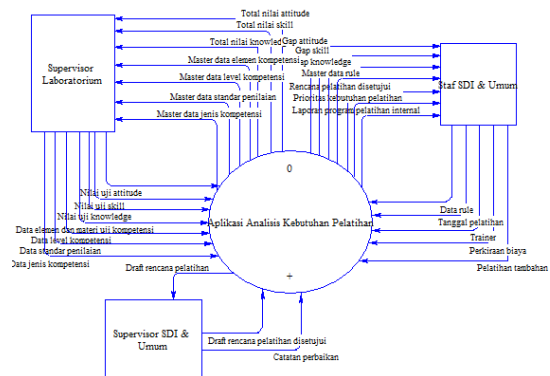 Total nilai attitude
Total nilai skill
Total nilai knowled
Gap attitude
Gap skill
ap knowledge
Master data elemen kompetensi
Master data rule
Master data level kompetensi
Rencana pelatihan disetujui
Master data standar penilaian
Prioritas kebutuhan pelatihan
Master data jenis kompetensi
Laporan program pelatihan internal
Supervisor
Laboratorium
Staf SDI & Umum
0
Aplikasi Analisis Kebutuhan Pelatihan
+
Nilai uji attitude
Nilai uji skill
Nilai uji knowledge
Data elemen dan materi uji kompetensi
Data level kompetensi
Data standar penilaian
Data jenis kompetensi
Data rule
Tanggal pelatihan
Trainer
Perkiraan biaya
Pelatihan tambahan
Draft rencana pelatihan
Supervisor SDI &
Umum
Draft rencana pelatihan disetujui
Catatan perbaikan